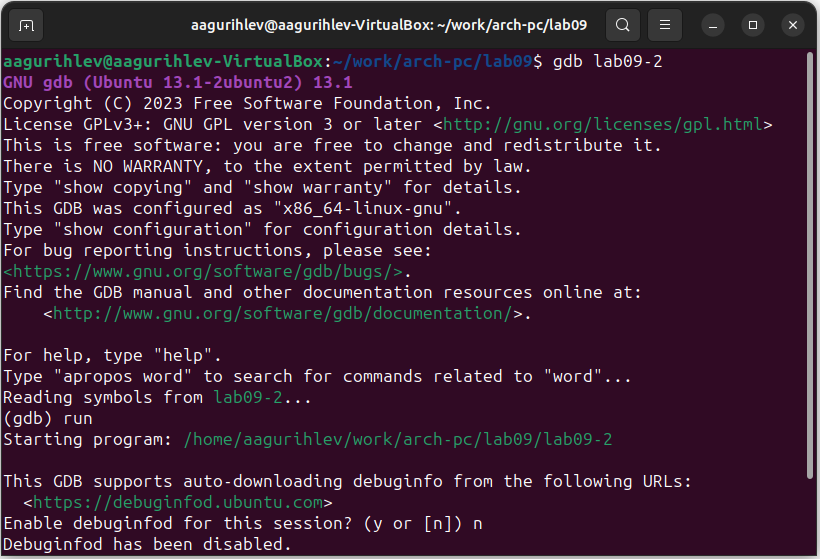 aagurihlev@aagurihlev-VirtualBox: ~/work/arch-pc/lab09
aagurihlev@aagurihlev-VirtualBox:~/work/arch-pc/lab09$ gdb lab09-2
GNU gdb (Ubuntu 13.1-2ubuntu2) 13.1
Copyright (C) 2023 Free Software Foundation, Inc.
License GPLv3+: GNU GPL version 3 or later <http://gnu.org/licenses/gpl.html>
This is free software: you are free to change and redistribute it.
There is NO WARRANTY, to the extent permitted by law.
Type "show copying" and "show warranty" for details.
This GDB was configured as "x86_64-linux-gnu".
Type "show configuration" for configuration details.
For bug reporting instructions, please see:
<https://www.gnu.org/software/gdb/bugs/>.
Find the GDB manual and other documentation resources online at:
    <http://www.gnu.org/software/gdb/documentation/>.

For help, type "help".
Type "apropos word" to search for commands related to "word"...
Reading symbols from lab09-2...
(gdb) run
Starting program: /home/aagurihlev/work/arch-pc/lab09/lab09-2

This GDB supports auto-downloading debuginfo from the following URLs:
  <https://debuginfod.ubuntu.com>
Enable debuginfod for this session? (y or [n]) n
Debuginfod has been disabled.